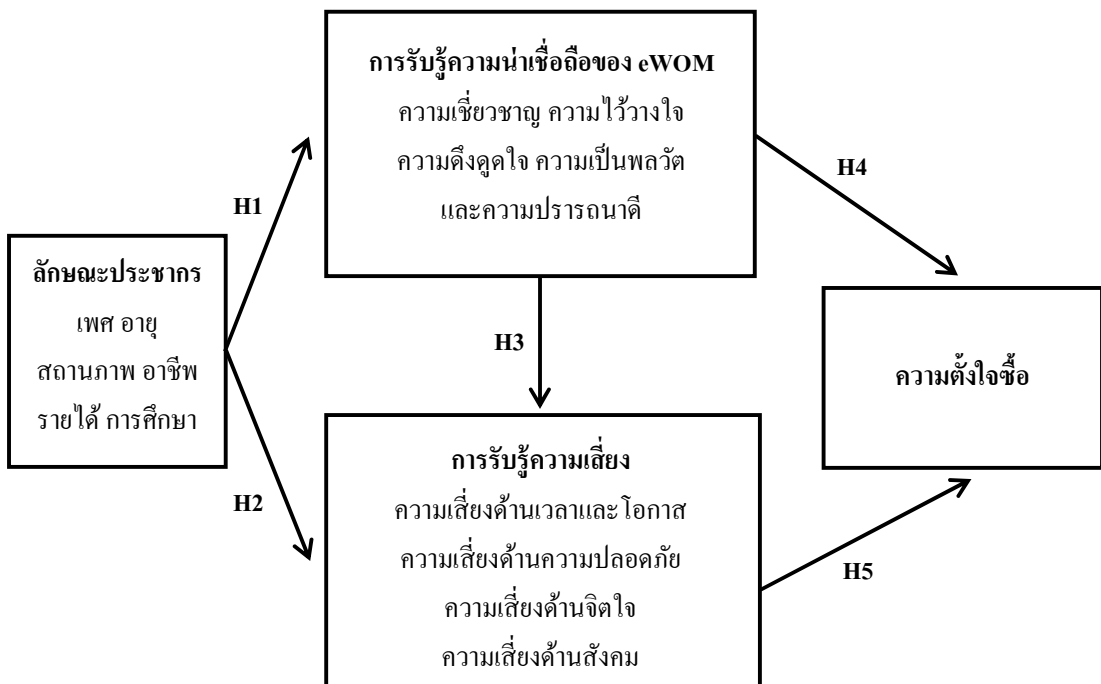 การรับรู้ความน่าเชื่อถือของ eWOM
ความเชี่ยวชาญ ความไว้วางใจ
ความดึงดูดใจ ความเป็นพลวัต
และความปรารถนาดี
H1
H4
ลักษณะประชากร
เพศ อายุ
สถานภาพ อาชีพ
รายได้ การศึกษา
H3
ความตั้งใจซื้อ
H2
การรับรู้ความเสี่ยง
ความเสี่ยงด้านเวลาและโอกาส
ความเสี่ยงด้านความปลอดภัย
ความเสี่ยงด้านจิตใจ
ความเสี่ยงด้านสังคม
H5